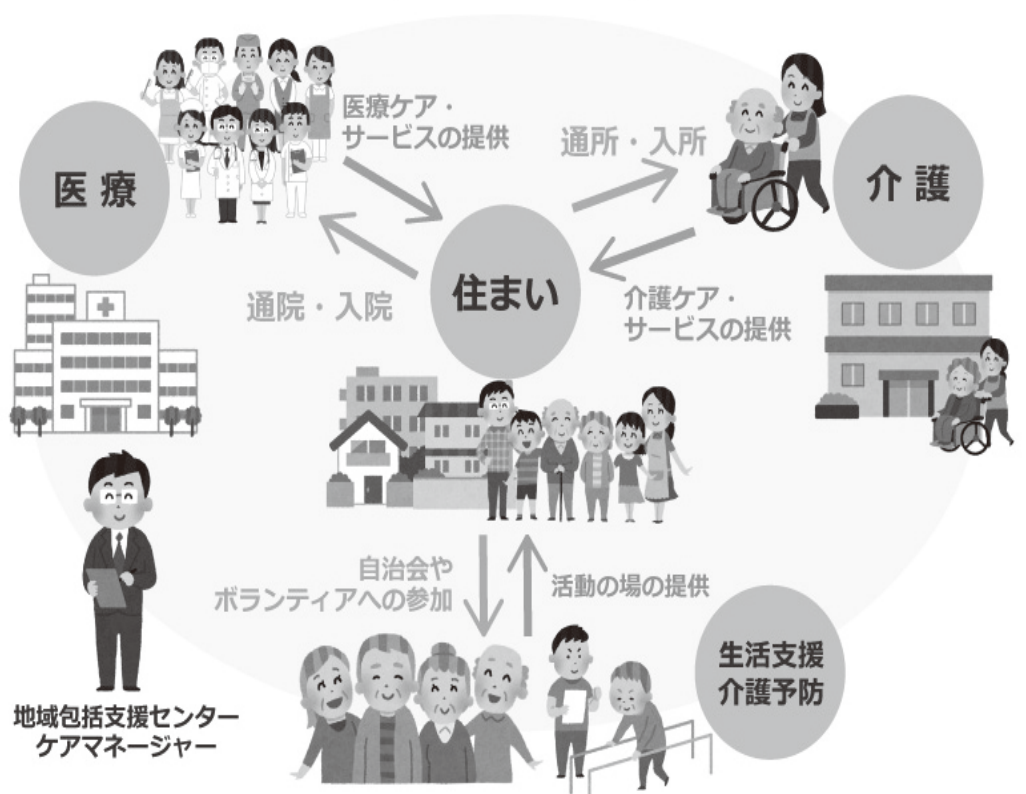 医療
医療ケア・
サービスの提供
通所・入所
介護
通院・入院
住まい
介護ケア・
サービスの提供
自治会や
ボランティアへの参加
活動の場の提供
生活支援
介護予防
地域包括支援センター
ケアマネージャー